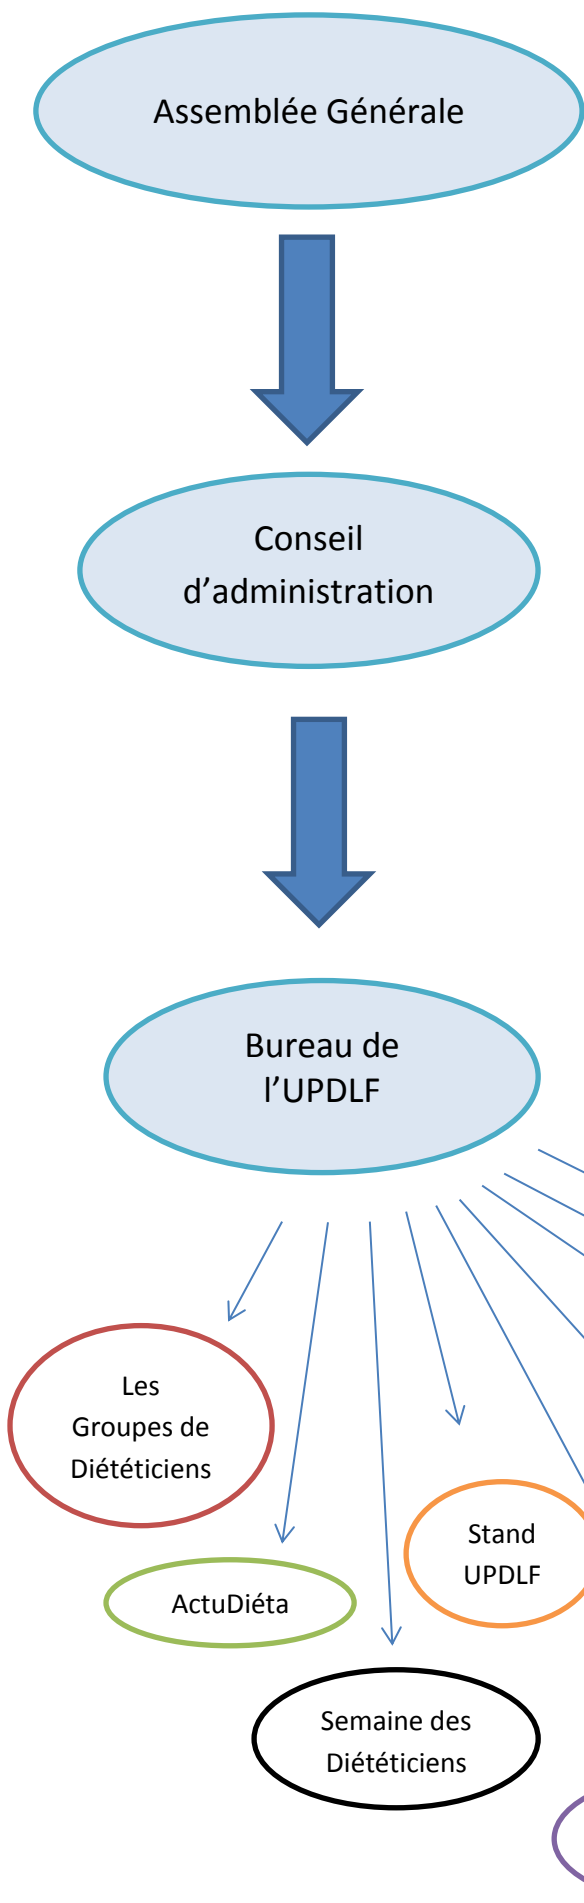 Assemblée Générale
Conseil
d’administration
Bureau de
l’UPDLF
Les
Groupes de
Diététiciens
Stand
UPDLF
ActuDiéta
Semaine des
Diététiciens